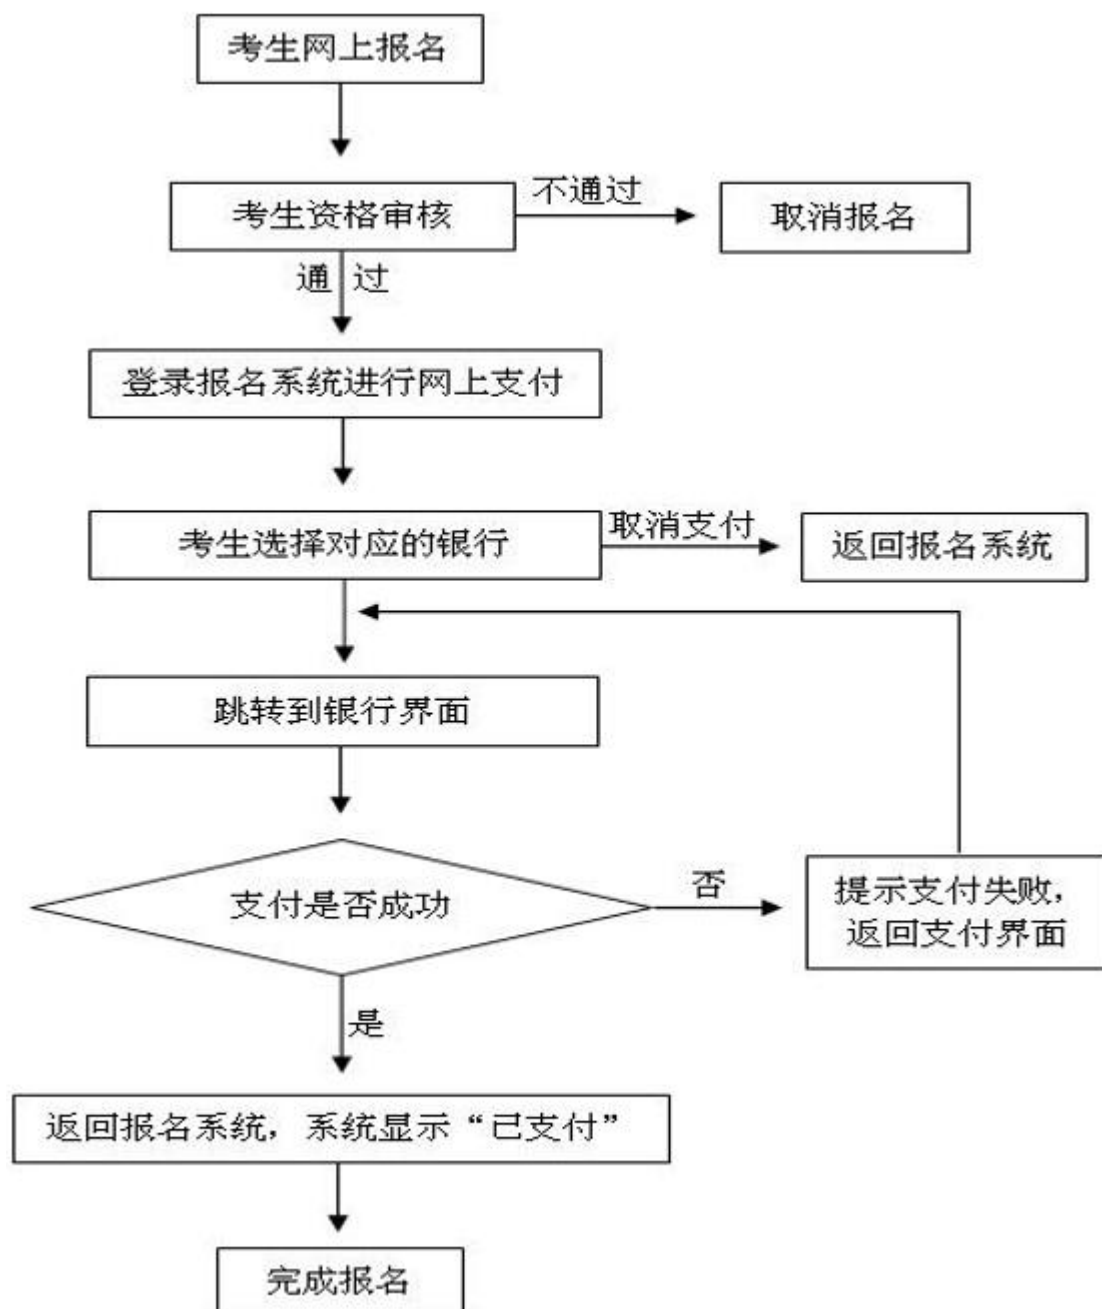 考生网上报名
考生资格审核
不通过
取消报名
通过
登录报名系统进行网上支付
考生选择对应的银行
取消支付
返回报名系统
跳转到银行界面
支付是否成功
否
提示支付失败，
返回支付界面
是
返回报名系统，系统显示“已支付”
完成报名